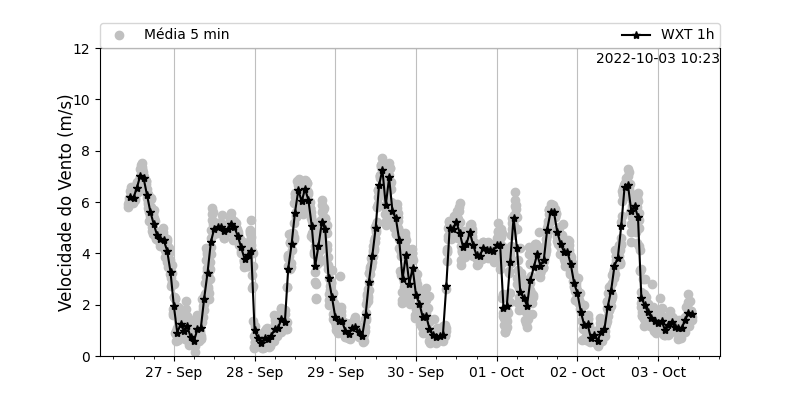 Média 5 min
WXT 1h
2022-10-03 10:23
Velocidade do Vento (m/s)
12
10
8
6
4
2
0
27 - Sep
28 - Sep
29 - Sep
30 - Sep
01 - Oct
02 - Oct
03 - Oct